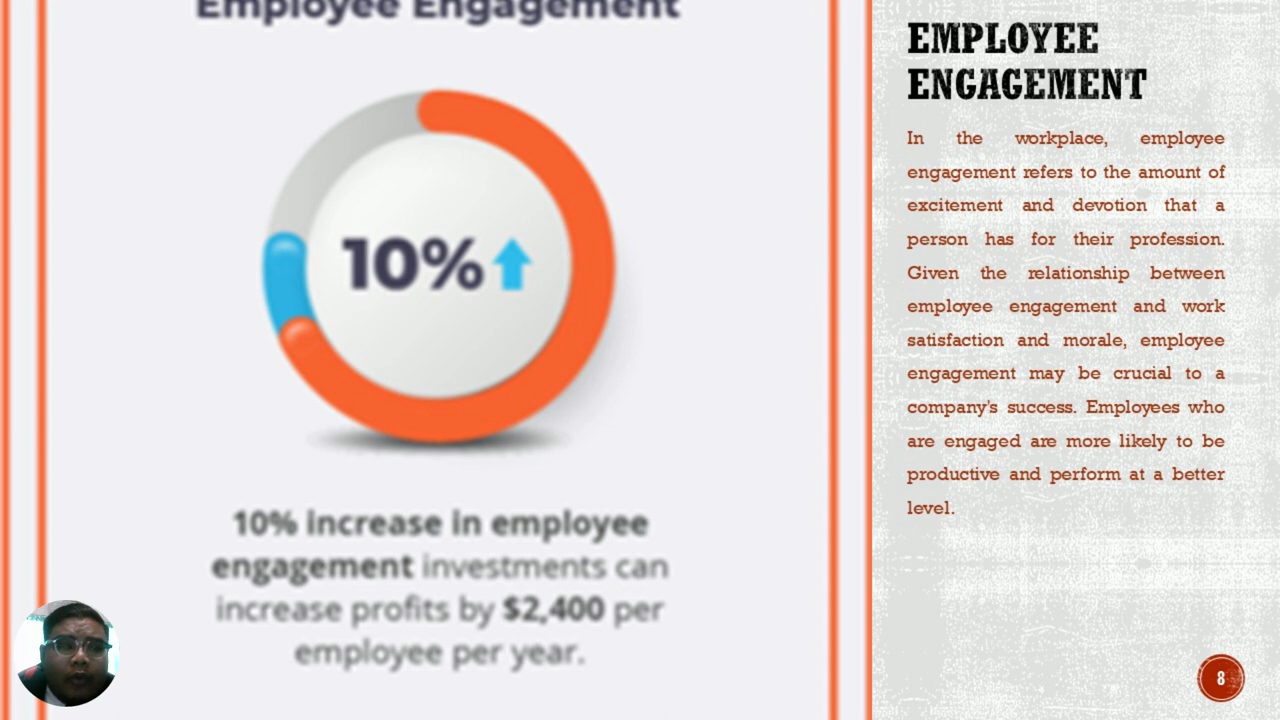 Employee Engagement
10%
10% increase in employee
engagement investments can
increase profits by $2,400 per
employee per year.
EMPLOYEE
ENGAGEMENT
In the workplace, employee
engagement refers to the amount of
excitement and devotion that a
person has for their profession.
Given the relationship between
employee engagement and work
satisfaction and morale, employee
engagement may be crucial to a
company's success. Employees who
are engaged are more likely to be
productive and perform at a better
level.
8